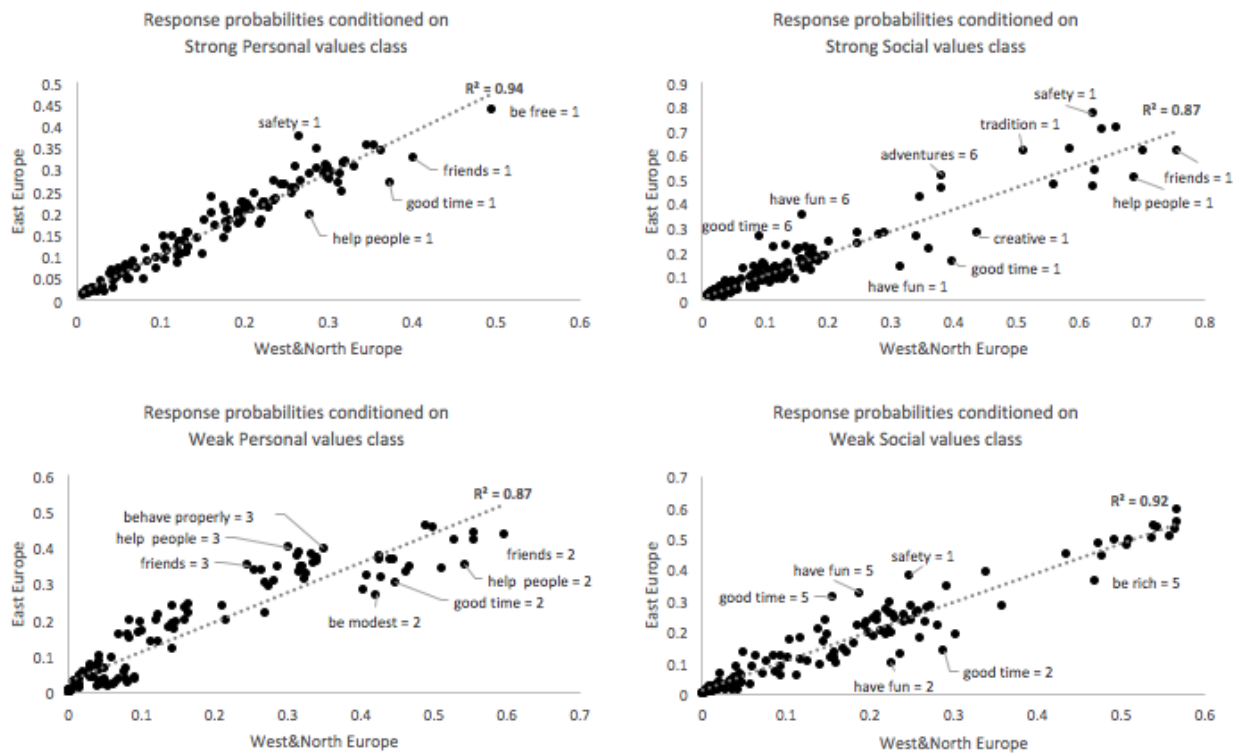 Response probabilities conditioned on
Strong Personal values class
0.5
0.45
0.4
0.35
0.3
0.25
0.2
0.15
0.1
0.05
0
East Europe
R² = 0.94
be free = 1
safety = 1
friends = 1
good time = 1
help people = 1
0
0.1
0.2
0.3
0.4
0.5
0.6
West&North Europe
Response probabilities conditioned on
Strong Social values class
0.9
0.8
0.7
0.6
0.5
0.4
0.3
0.2
0.1
0
East Europe
safety = 1
R² = 0.87
tradition = 1
adventures = 6
friends = 1
have fun = 6
help people = 1
good time = 6
creative = 1
good time = 1
have fun = 1
0
0.1
0.2
0.3
0.4
0.5
0.6
0.7
0.8
West&North Europe
Response probabilities conditioned on
Weak Personal values class
0.6
0.5
0.4
0.3
0.2
0.1
0
East Europe
R² = 0.87
behave properly = 3
help people = 3
friends = 3
friends = 2
help people = 2
good time = 2
be modest = 2
0
0.1
0.2
0.3
0.4
0.5
0.6
0.7
West&North Europe
Response probabilities conditioned on
Weak Social values class
0.7
0.6
0.5
0.4
0.3
0.2
0.1
0
East Europe
R² = 0.92
safety = 1
have fun = 5
good time = 5
be rich = 5
good time = 2
have fun = 2
0
0.1
0.2
0.3
0.4
0.5
0.6
West&North Europe